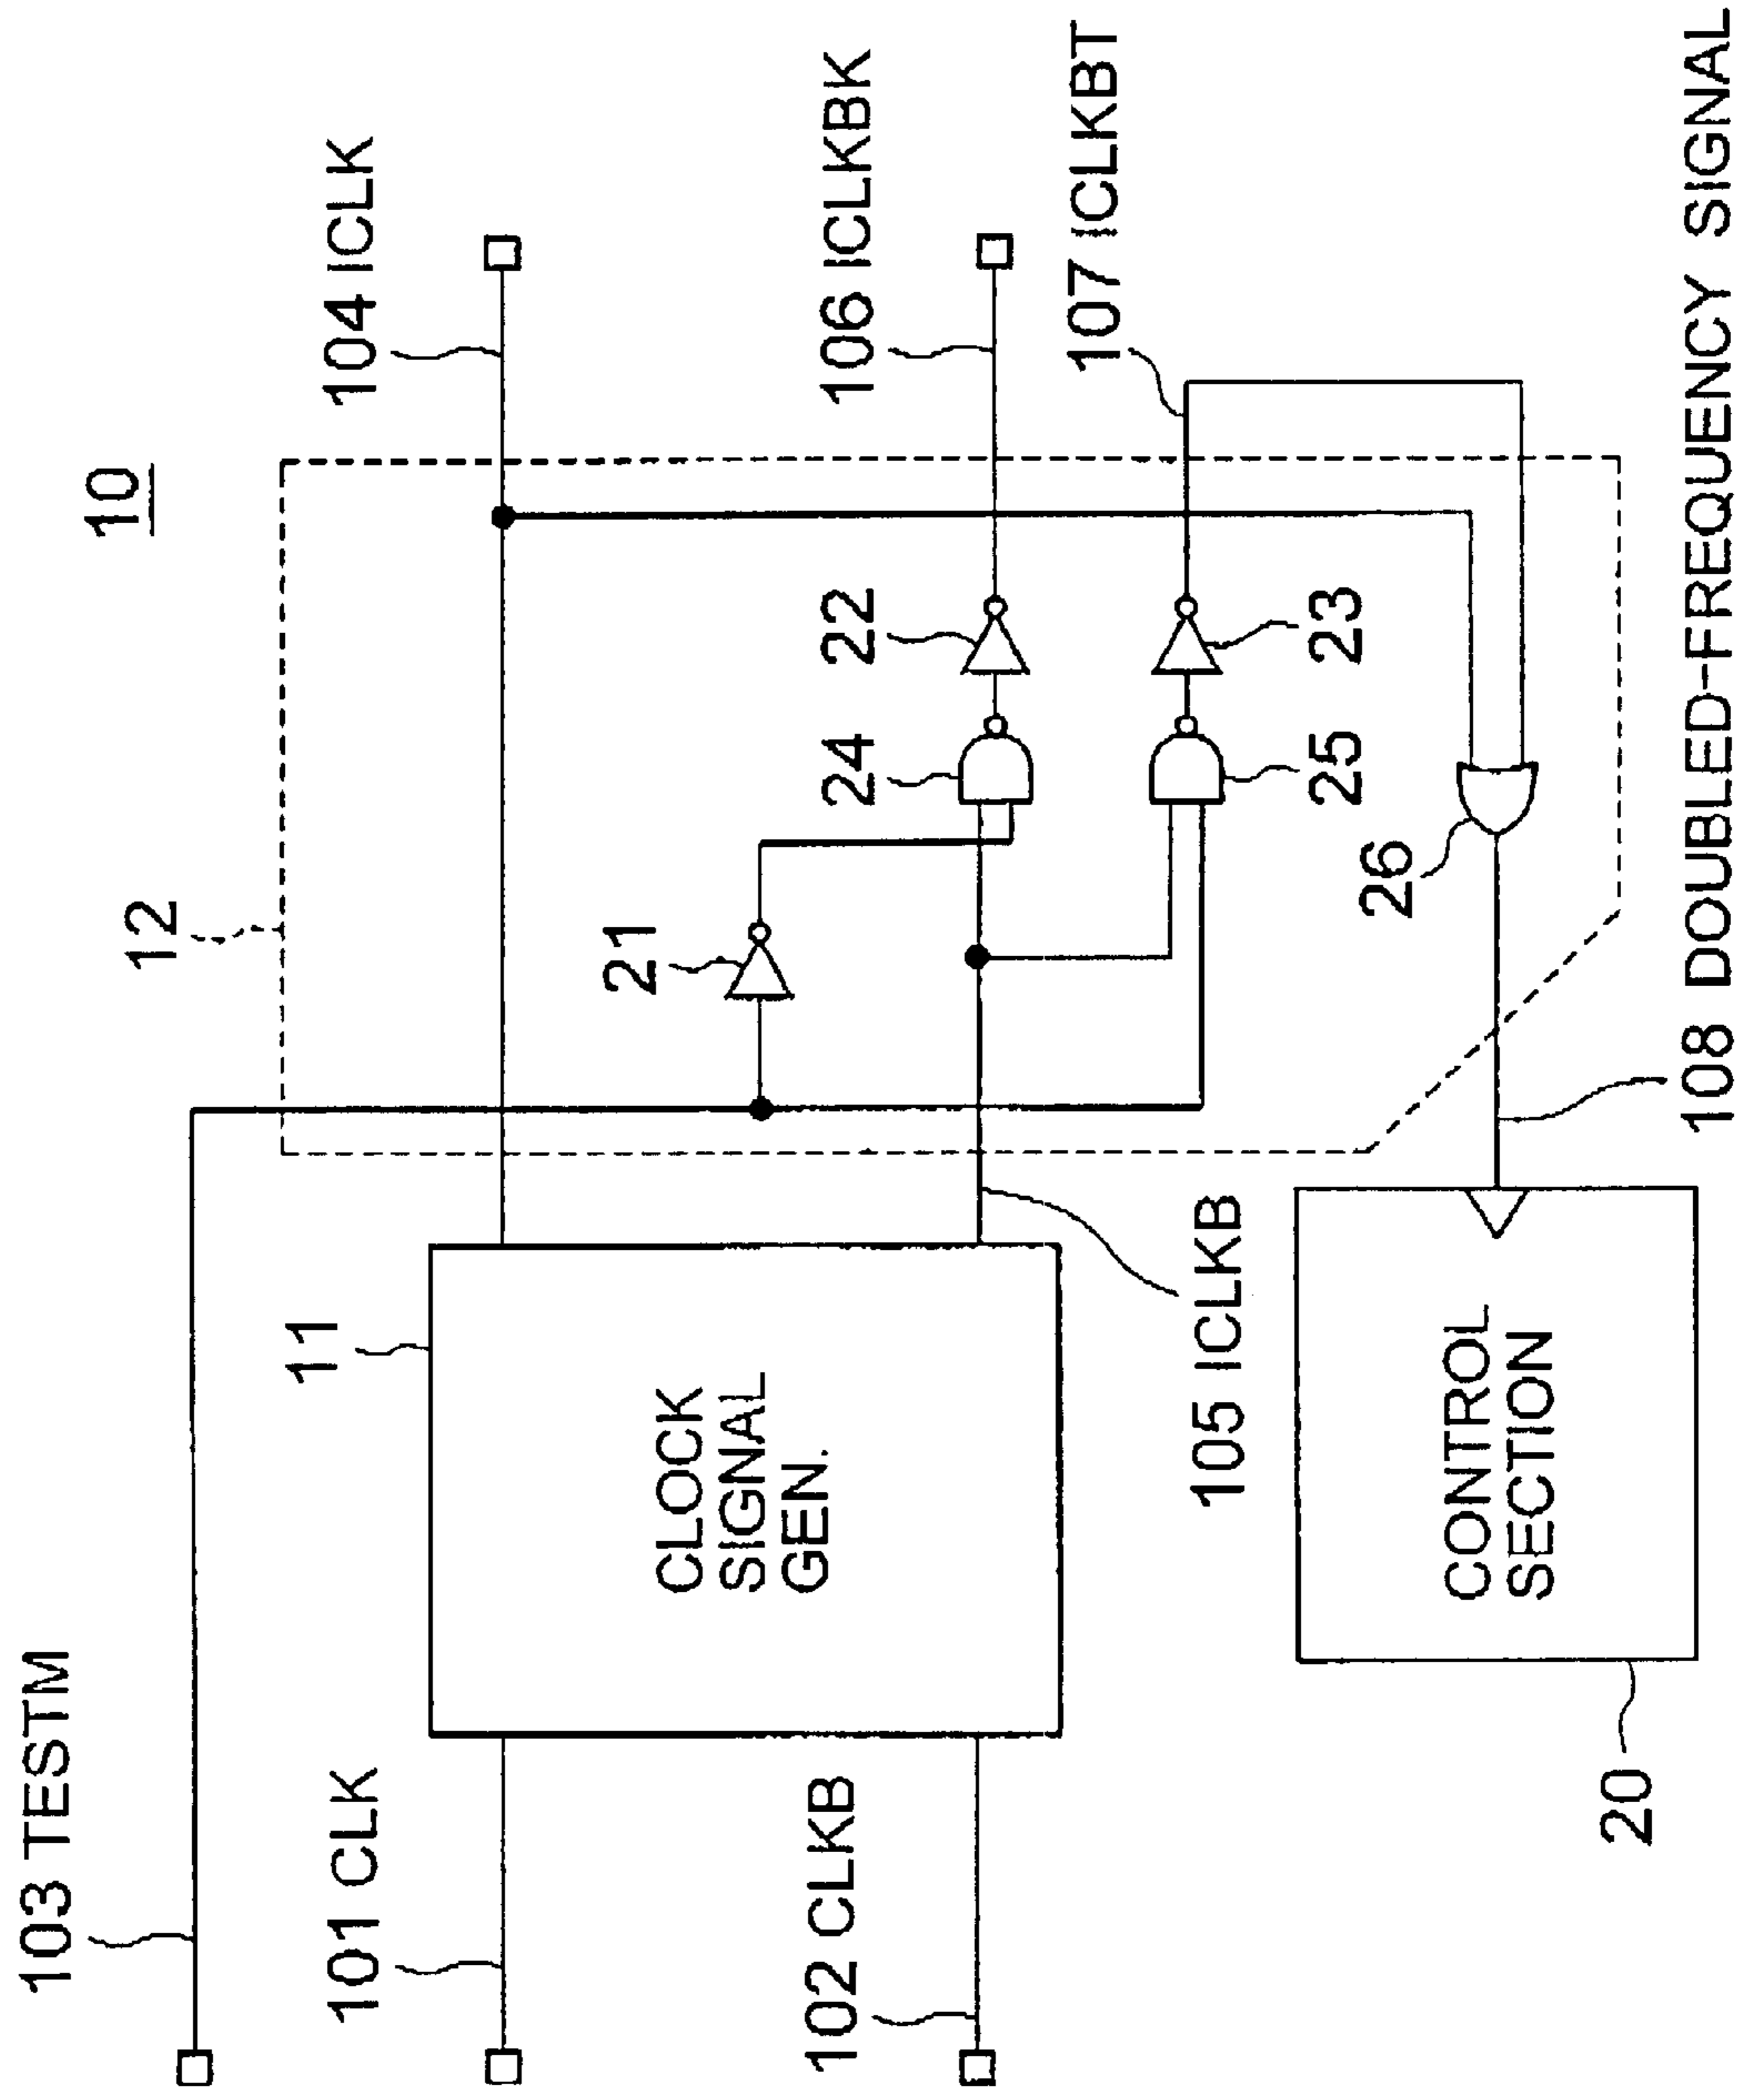 10
103 TESTM
12
101 CLK
11
104 ICLK
CLOCK
SIGNAL
GEN.
21
102 CLKB
24
22
106 ICLKBK
105 ICLKB
25
23
107 ICLKBT
26
CONTROL
SECTION
20
108 DOUBLED-FREQUENCY SIGNAL